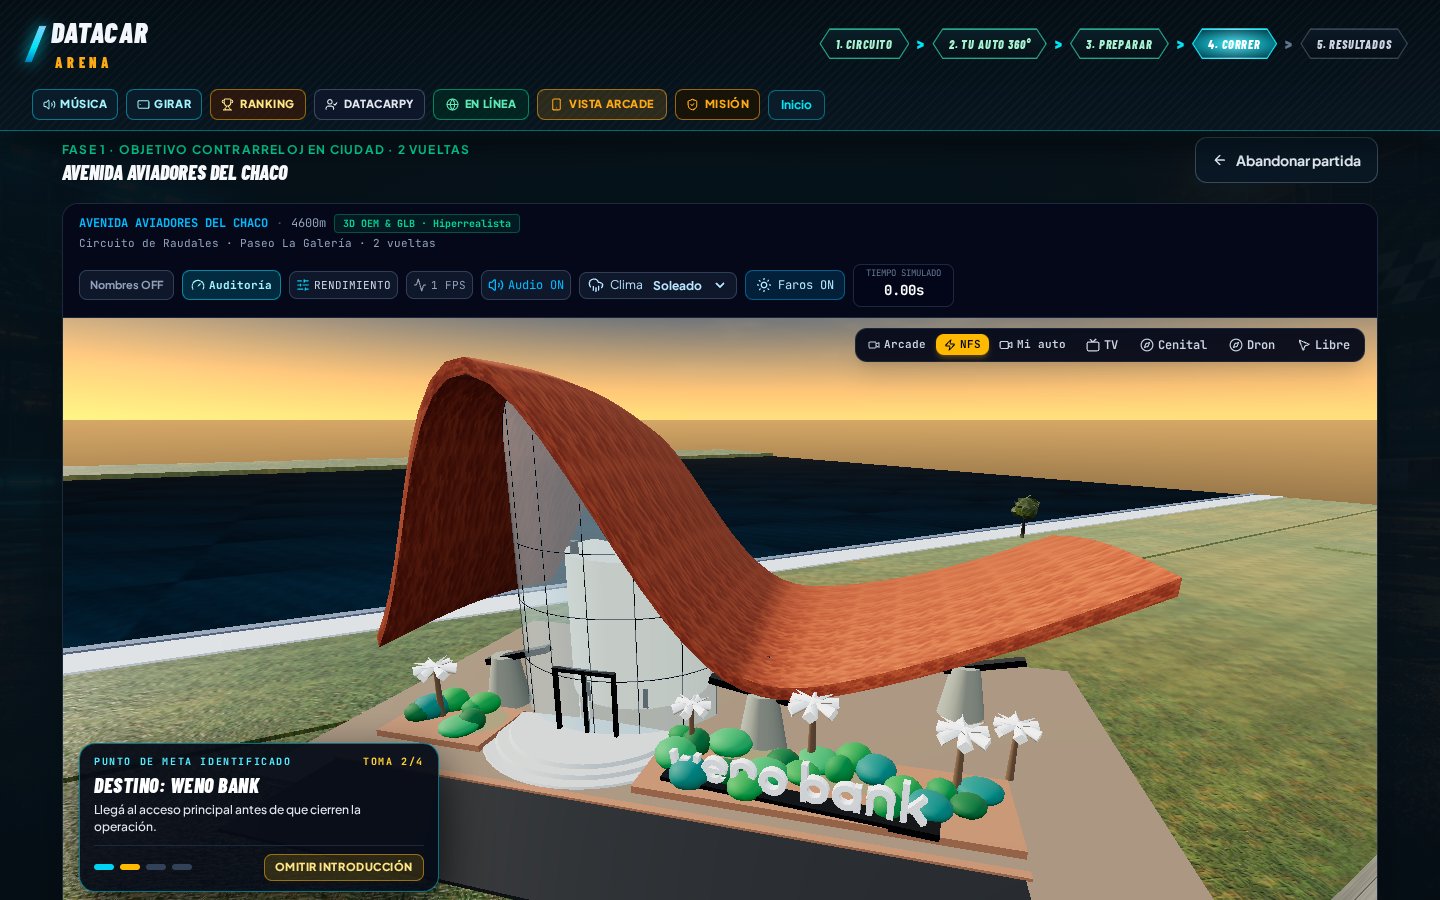 DATACAR
ARENA
1. CIRCUITO > 2. TU AUTO 360° > 3. PREPARAR > 4. CORRER > 5. RESULTADOS
MÚSICA GIRAR RANKING DATACARPY EN LÍNEA VISTA ARCADE MISIÓN Inicio
FASE 1 · OBJETIVO CONTRARRELOJ EN CIUDAD · 2 VUELTAS
AVENIDA AVIADORES DEL CHACO
← Abandonar partida
AVENIDA AVIADORES DEL CHACO · 4600m 3D OEM & GLB · Hiperrealista
Circuito de Raudales · Paseo La Galería · 2 vueltas
Nombres OFF Auditoría RENDIMIENTO 1 FPS Audio ON Clima Soleado Faros ON
TIEMPO SIMULADO
0.00s
Arcade NFS Mi auto TV Cenital Dron Libre
weno bank
PUNTO DE META IDENTIFICADO TOMA 2/4
DESTINO: WENO BANK
Llegá al acceso principal antes de que cierren la
operación.
OMITIR INTRODUCCIÓN